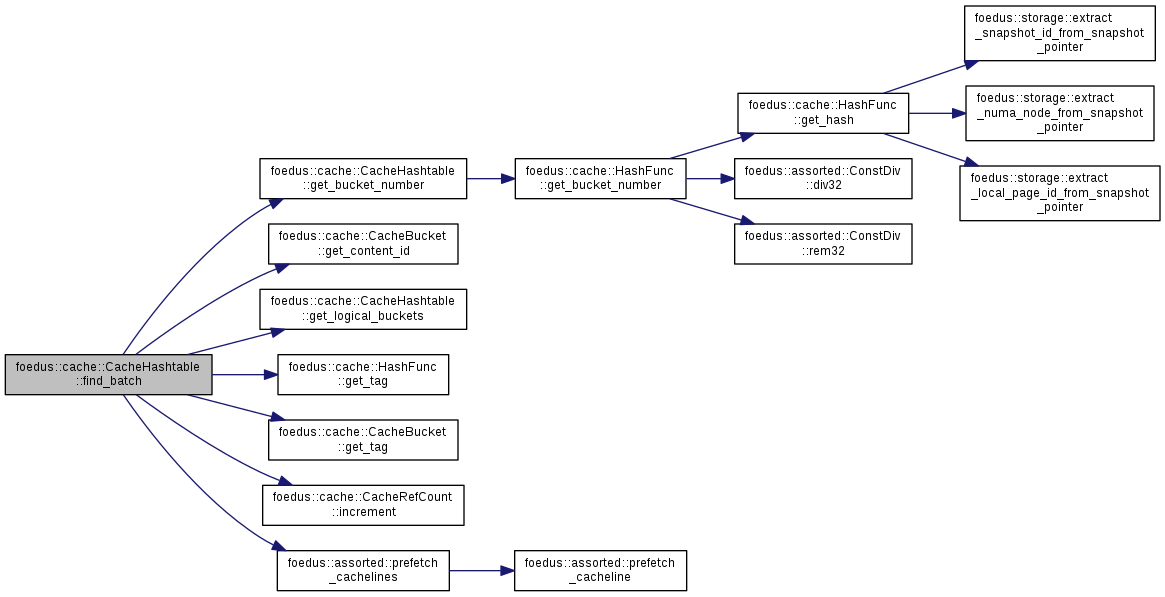 foedus::storage::extract
_snapshot_id_from_snapshot
_pointer
foedus::cache::HashFunc
::get_hash
foedus::storage::extract
_numa_node_from_snapshot
_pointer
foedus::cache::CacheHashtable
::get_bucket_number
foedus::cache::HashFunc
::get_bucket_number
foedus::assorted::ConstDiv
::div32
foedus::storage::extract
_local_page_id_from_snapshot
_pointer
foedus::cache::CacheBucket
::get_content_id
foedus::assorted::ConstDiv
::rem32
foedus::cache::CacheHashtable
::get_logical_buckets
foedus::cache::CacheHashtable
::find_batch
foedus::cache::HashFunc
::get_tag
foedus::cache::CacheBucket
::get_tag
foedus::cache::CacheRefCount
::increment
foedus::assorted::prefetch
_cachelines
foedus::assorted::prefetch
_cacheline